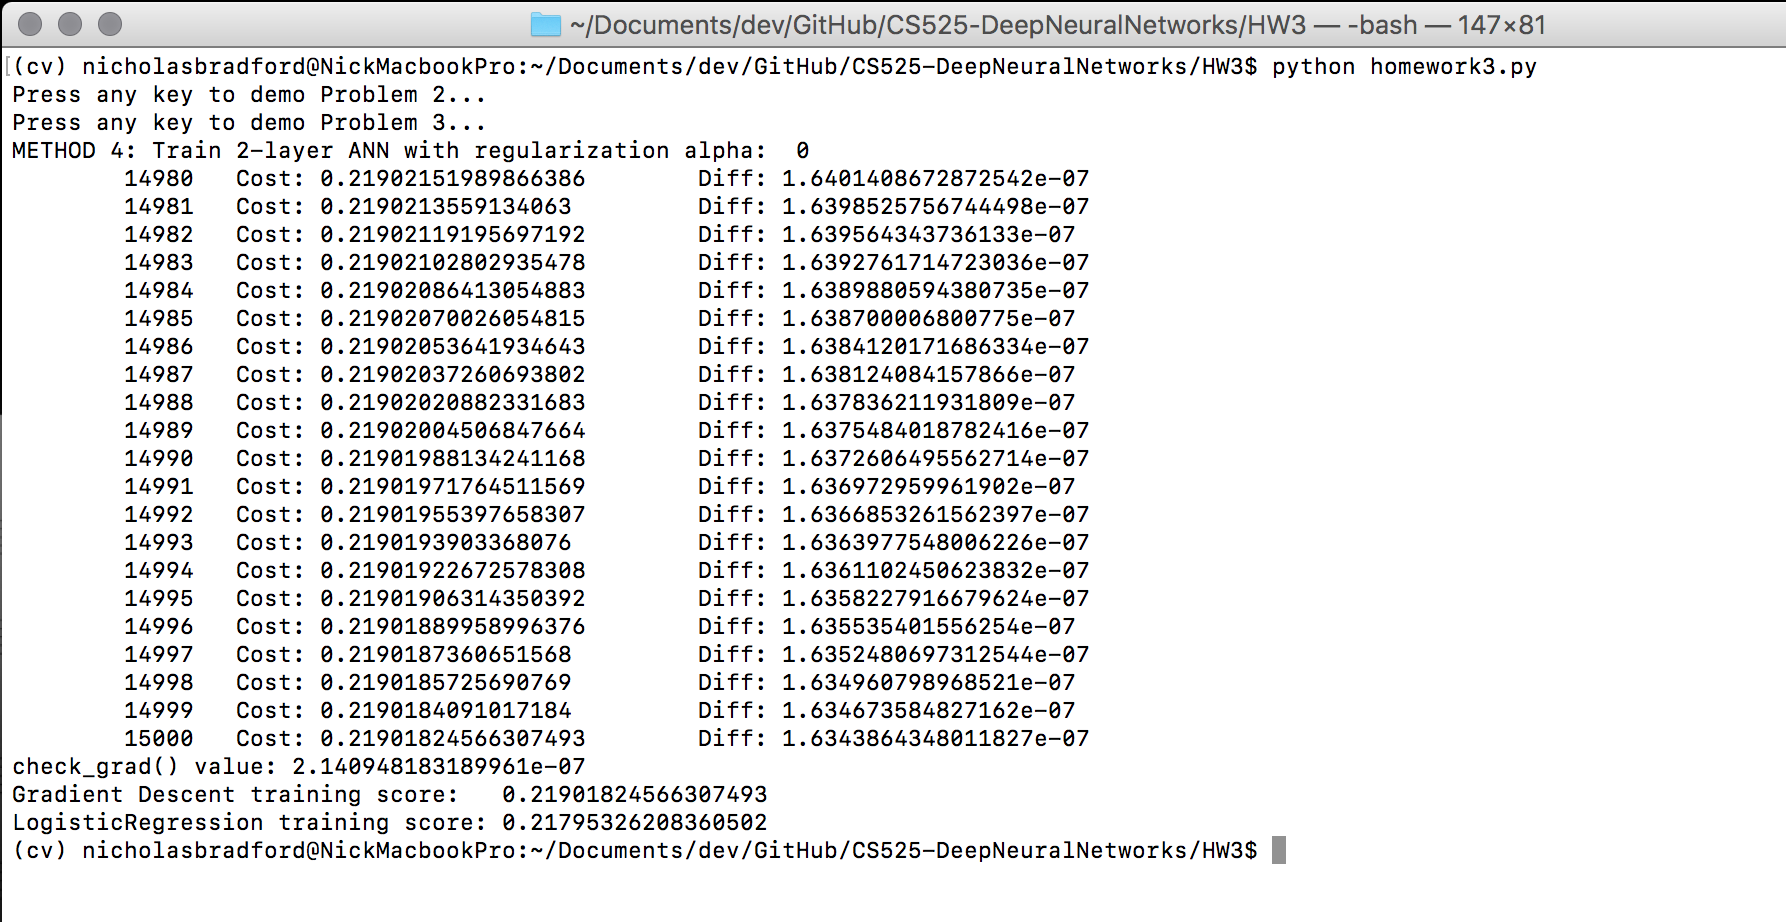 ~/Documents/dev/GitHub/CS525-DeepNeuralNetworks/HW3 — -bash — 147×81
[(cv) nicholasbradford@NickMacbookPro:~/Documents/dev/GitHub/CS525-DeepNeuralNetworks/HW3$ python homework3.py
Press any key to demo Problem 2...
Press any key to demo Problem 3...
METHOD 4: Train 2-layer ANN with regularization alpha:  0
        14980   Cost: 0.21902151989866386        Diff: 1.6401408672872542e-07
        14981   Cost: 0.2190213559134063         Diff: 1.6398525756744498e-07
        14982   Cost: 0.21902119195697192        Diff: 1.639564343736133e-07
        14983   Cost: 0.21902102802935478        Diff: 1.6392761714723036e-07
        14984   Cost: 0.21902086413054883        Diff: 1.6389880594380735e-07
        14985   Cost: 0.21902070026054815        Diff: 1.638700006800775e-07
        14986   Cost: 0.21902053641934643        Diff: 1.6384120171686334e-07
        14987   Cost: 0.21902037260693802        Diff: 1.638124084157866e-07
        14988   Cost: 0.21902020882331683        Diff: 1.637836211931809e-07
        14989   Cost: 0.21902004506847664        Diff: 1.6375484018782416e-07
        14990   Cost: 0.21901988134241168        Diff: 1.6372606495562714e-07
        14991   Cost: 0.21901971764511569        Diff: 1.636972959961902e-07
        14992   Cost: 0.21901955397658307        Diff: 1.6366853261562397e-07
        14993   Cost: 0.2190193903368076         Diff: 1.6363977548006226e-07
        14994   Cost: 0.21901922672578308        Diff: 1.6361102450623832e-07
        14995   Cost: 0.21901906314350392        Diff: 1.6358227916679624e-07
        14996   Cost: 0.21901889958996376        Diff: 1.635535401556254e-07
        14997   Cost: 0.2190187360651568         Diff: 1.6352480697312544e-07
        14998   Cost: 0.2190185725690769         Diff: 1.634960798968521e-07
        14999   Cost: 0.2190184091017184         Diff: 1.634673584827162e-07
        15000   Cost: 0.21901824566307493        Diff: 1.6343864348011827e-07
check_grad() value: 2.140948183189961e-07
Gradient Descent training score:   0.21901824566307493
LogisticRegression training score: 0.21795326208360502
(cv) nicholasbradford@NickMacbookPro:~/Documents/dev/GitHub/CS525-DeepNeuralNetworks/HW3$